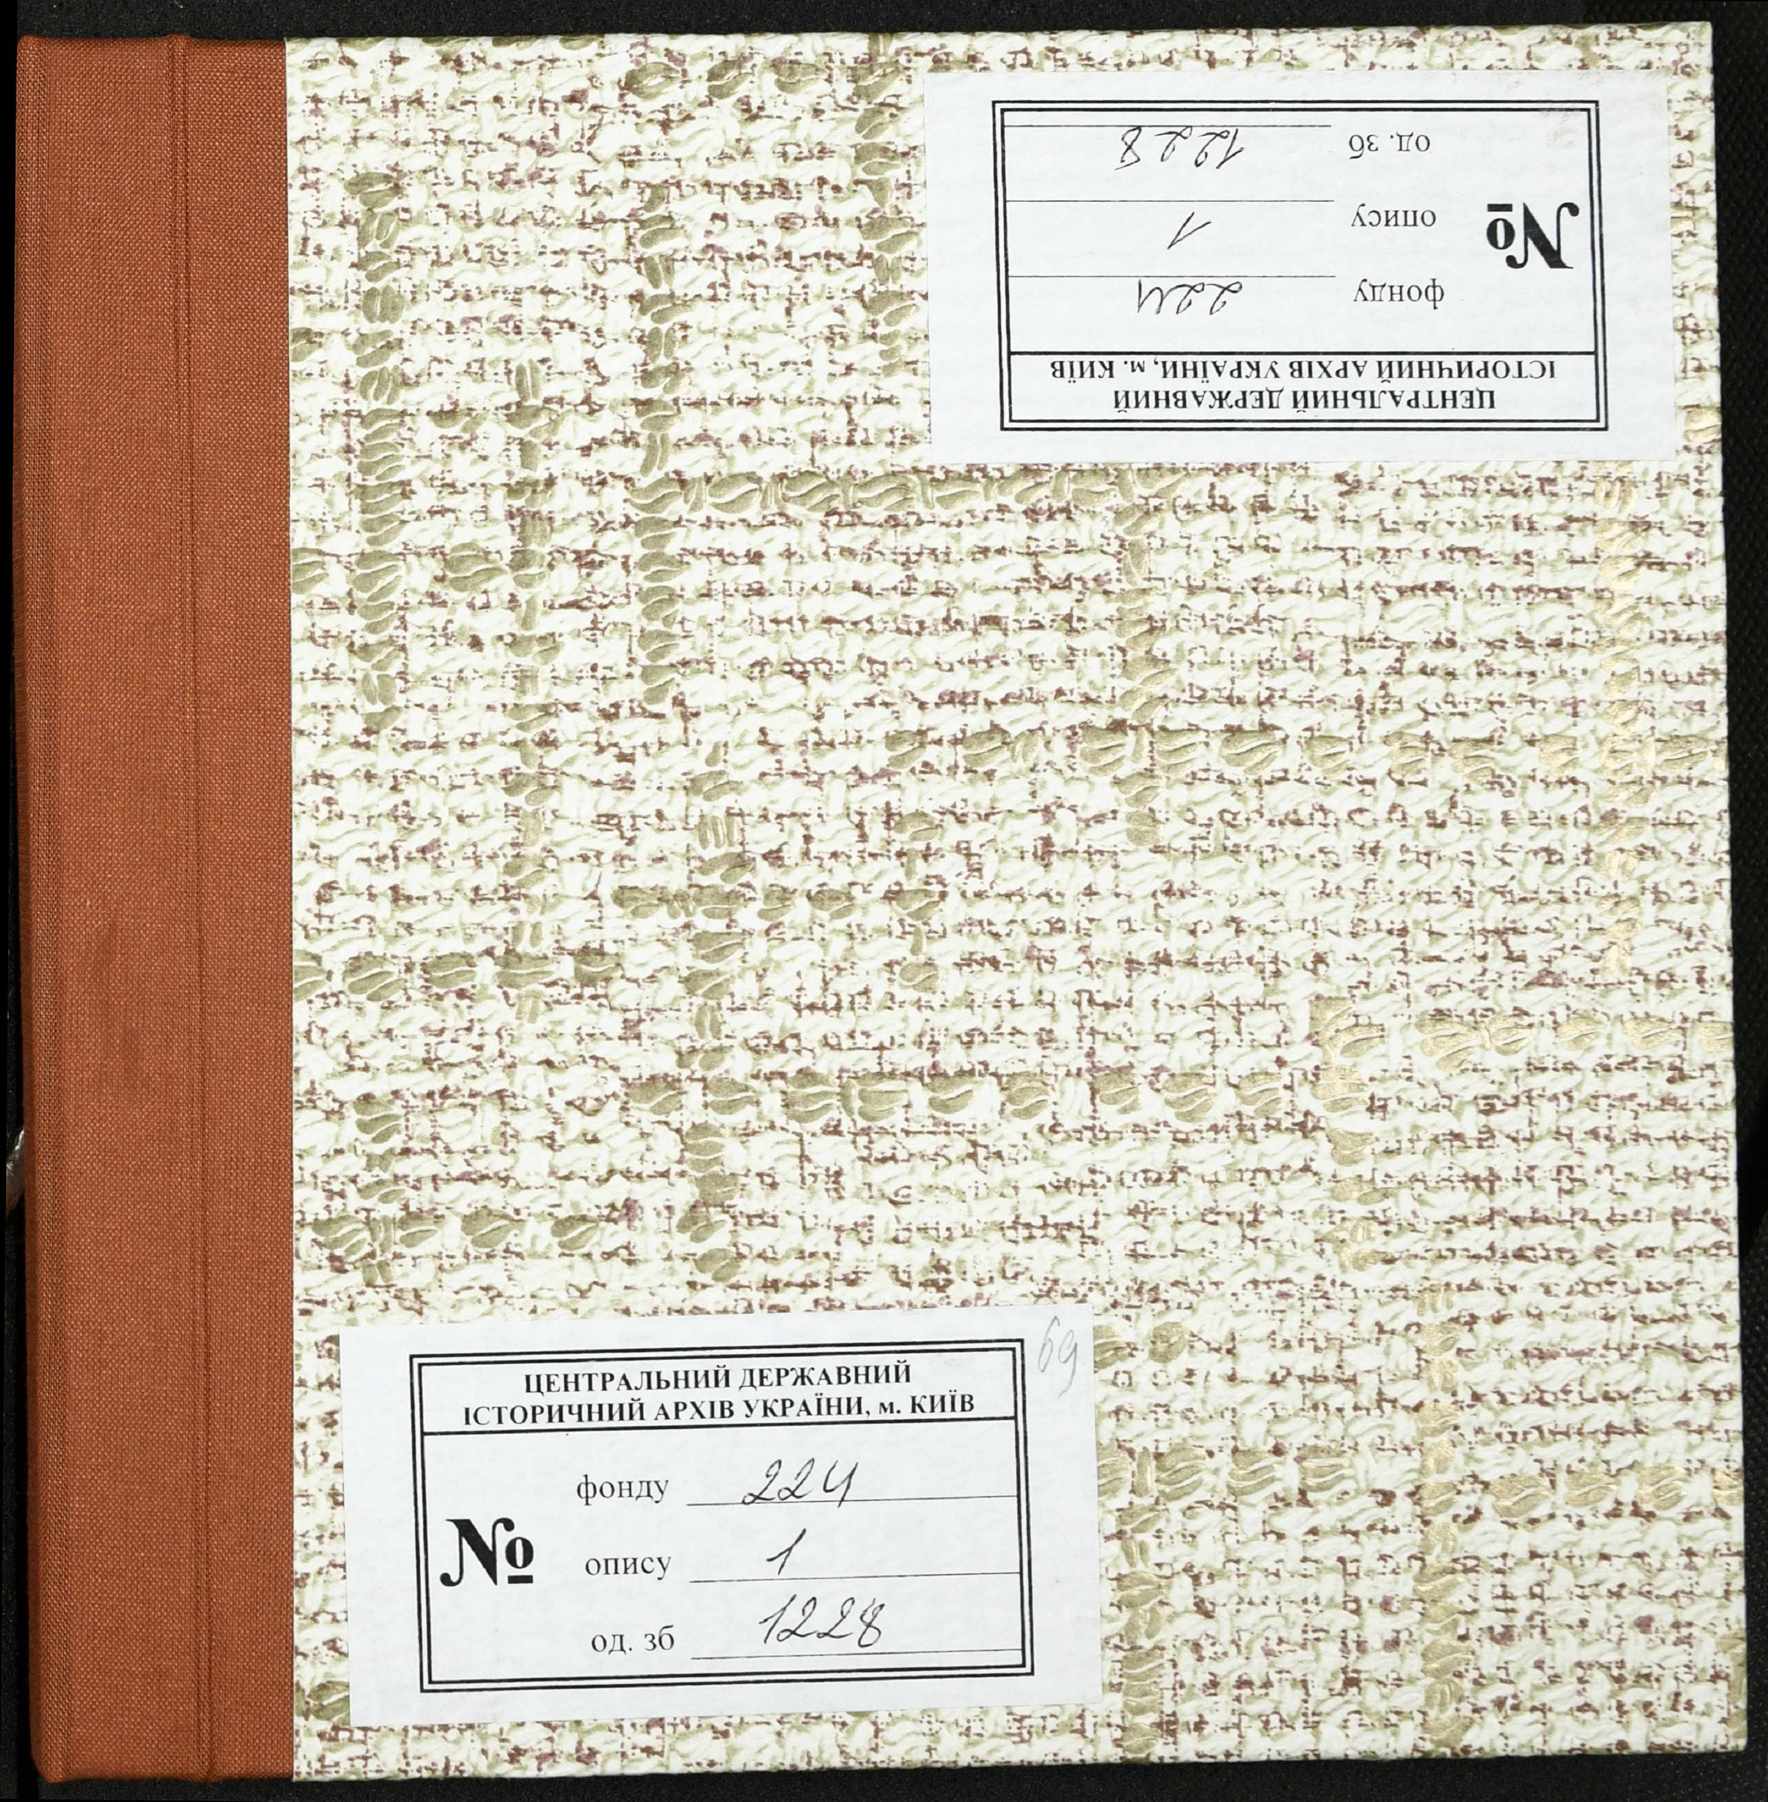 ЦЕНТРАЛЬНИЙ ДЕРЖАВНИЙ
ІСТОРИЧНИЙ АРХІВ УКРАЇНИ, м. КИЇВ
№
фонду 224
опису 1
од. зб 1228
69
ЦЕНТРАЛЬНИЙ ДЕРЖАВНИЙ
ІСТОРИЧНИЙ АРХІВ УКРАЇНИ, м. КИЇВ
№
фонду 224
опису 1
од. зб 1228